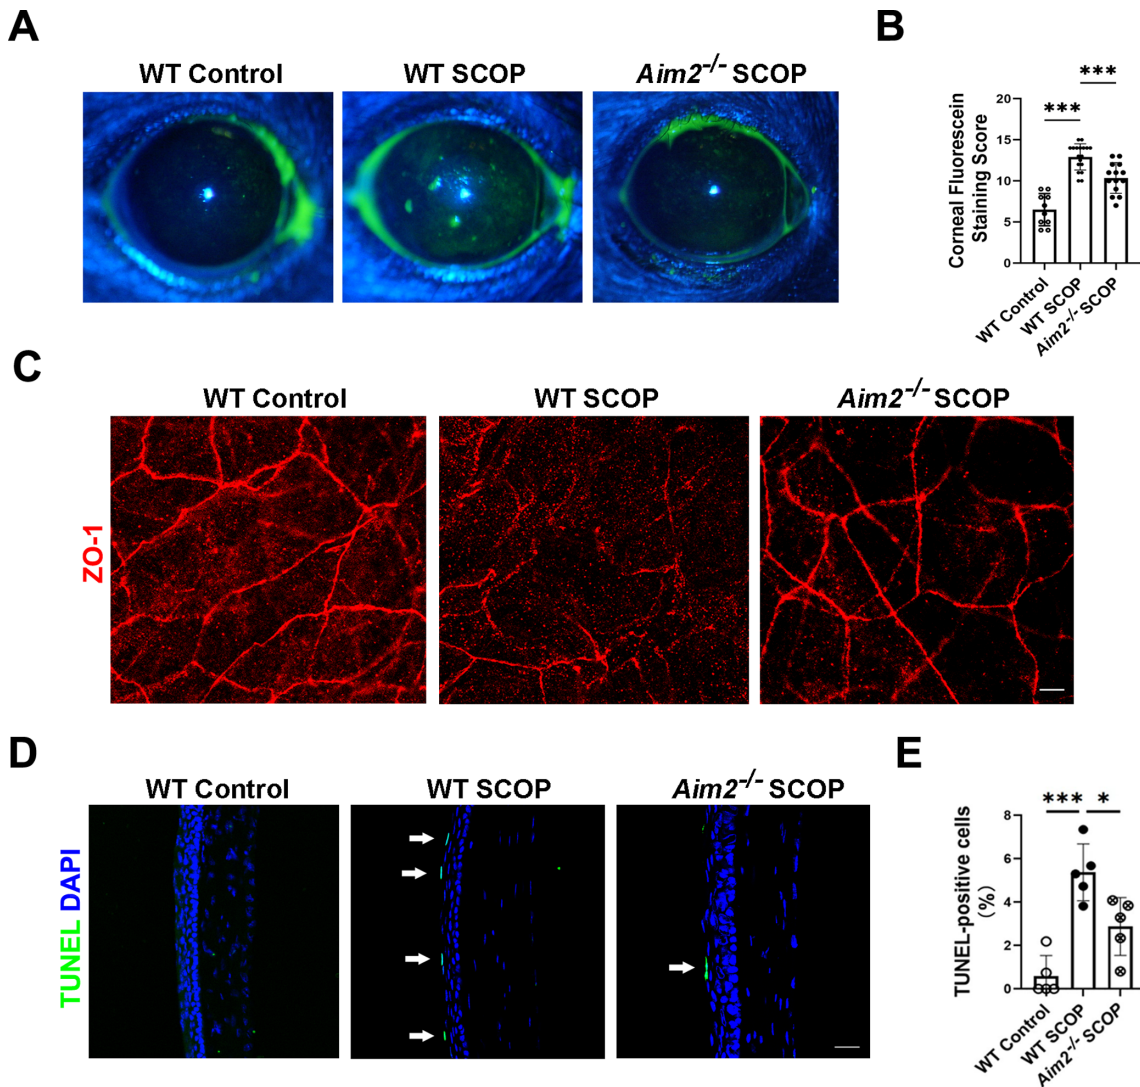 A
WT Control
WT SCOP
Aim2-/- SCOP
B
***
***
Corneal Fluorescein
Staining Score
20
15
10
5
0
WT Control
WT SCOP
Aim2-/- SCOP
C
WT Control
WT SCOP
Aim2-/- SCOP
ZO-1
D
WT Control
WT SCOP
Aim2-/- SCOP
TUNEL DAPI
E
***
*
TUNEL-positive cells
(%)
8
6
4
2
0
WT Control
WT SCOP
Aim2-/- SCOP